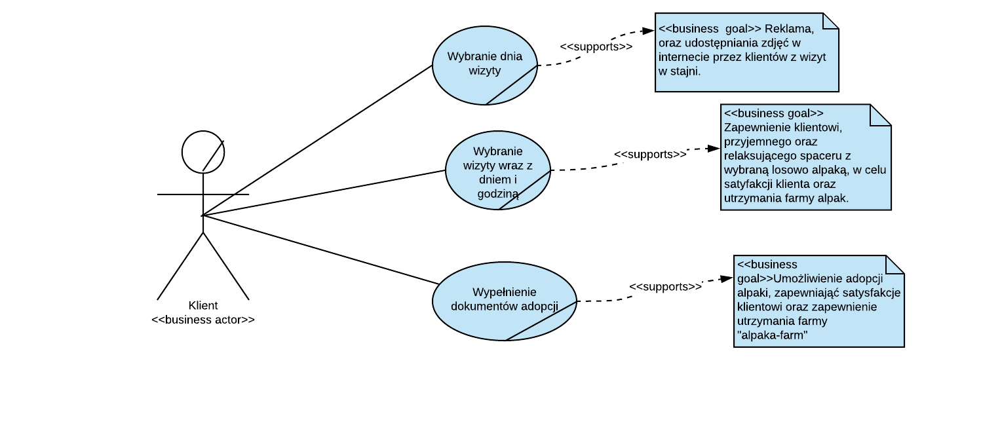 Wybranie dnia
wizyty
<<supports>>
<<business  goal>> Reklama,
oraz udostępniania zdjęć w
internecie przez klientów z wizyt
w stajni.
Wybranie
wizyty wraz z
dniem i
godziną
<<supports>>
<<business goal>>
Zapewnienie klientowi,
przyjemnego oraz
relaksującego spaceru z
wybraną losowo alpaką, w celu
satyfakcji klienta oraz
utrzymania farmy alpak.
Wypełnienie
dokumentów adopcji
<<supports>>
<<business
goal>>Umożliwienie adopcji
alpaki, zapewniająć satysfakcje
klientowi oraz zapewnienie
utrzymania farmy
"alpaka-farm"
Klient
<<business actor>>